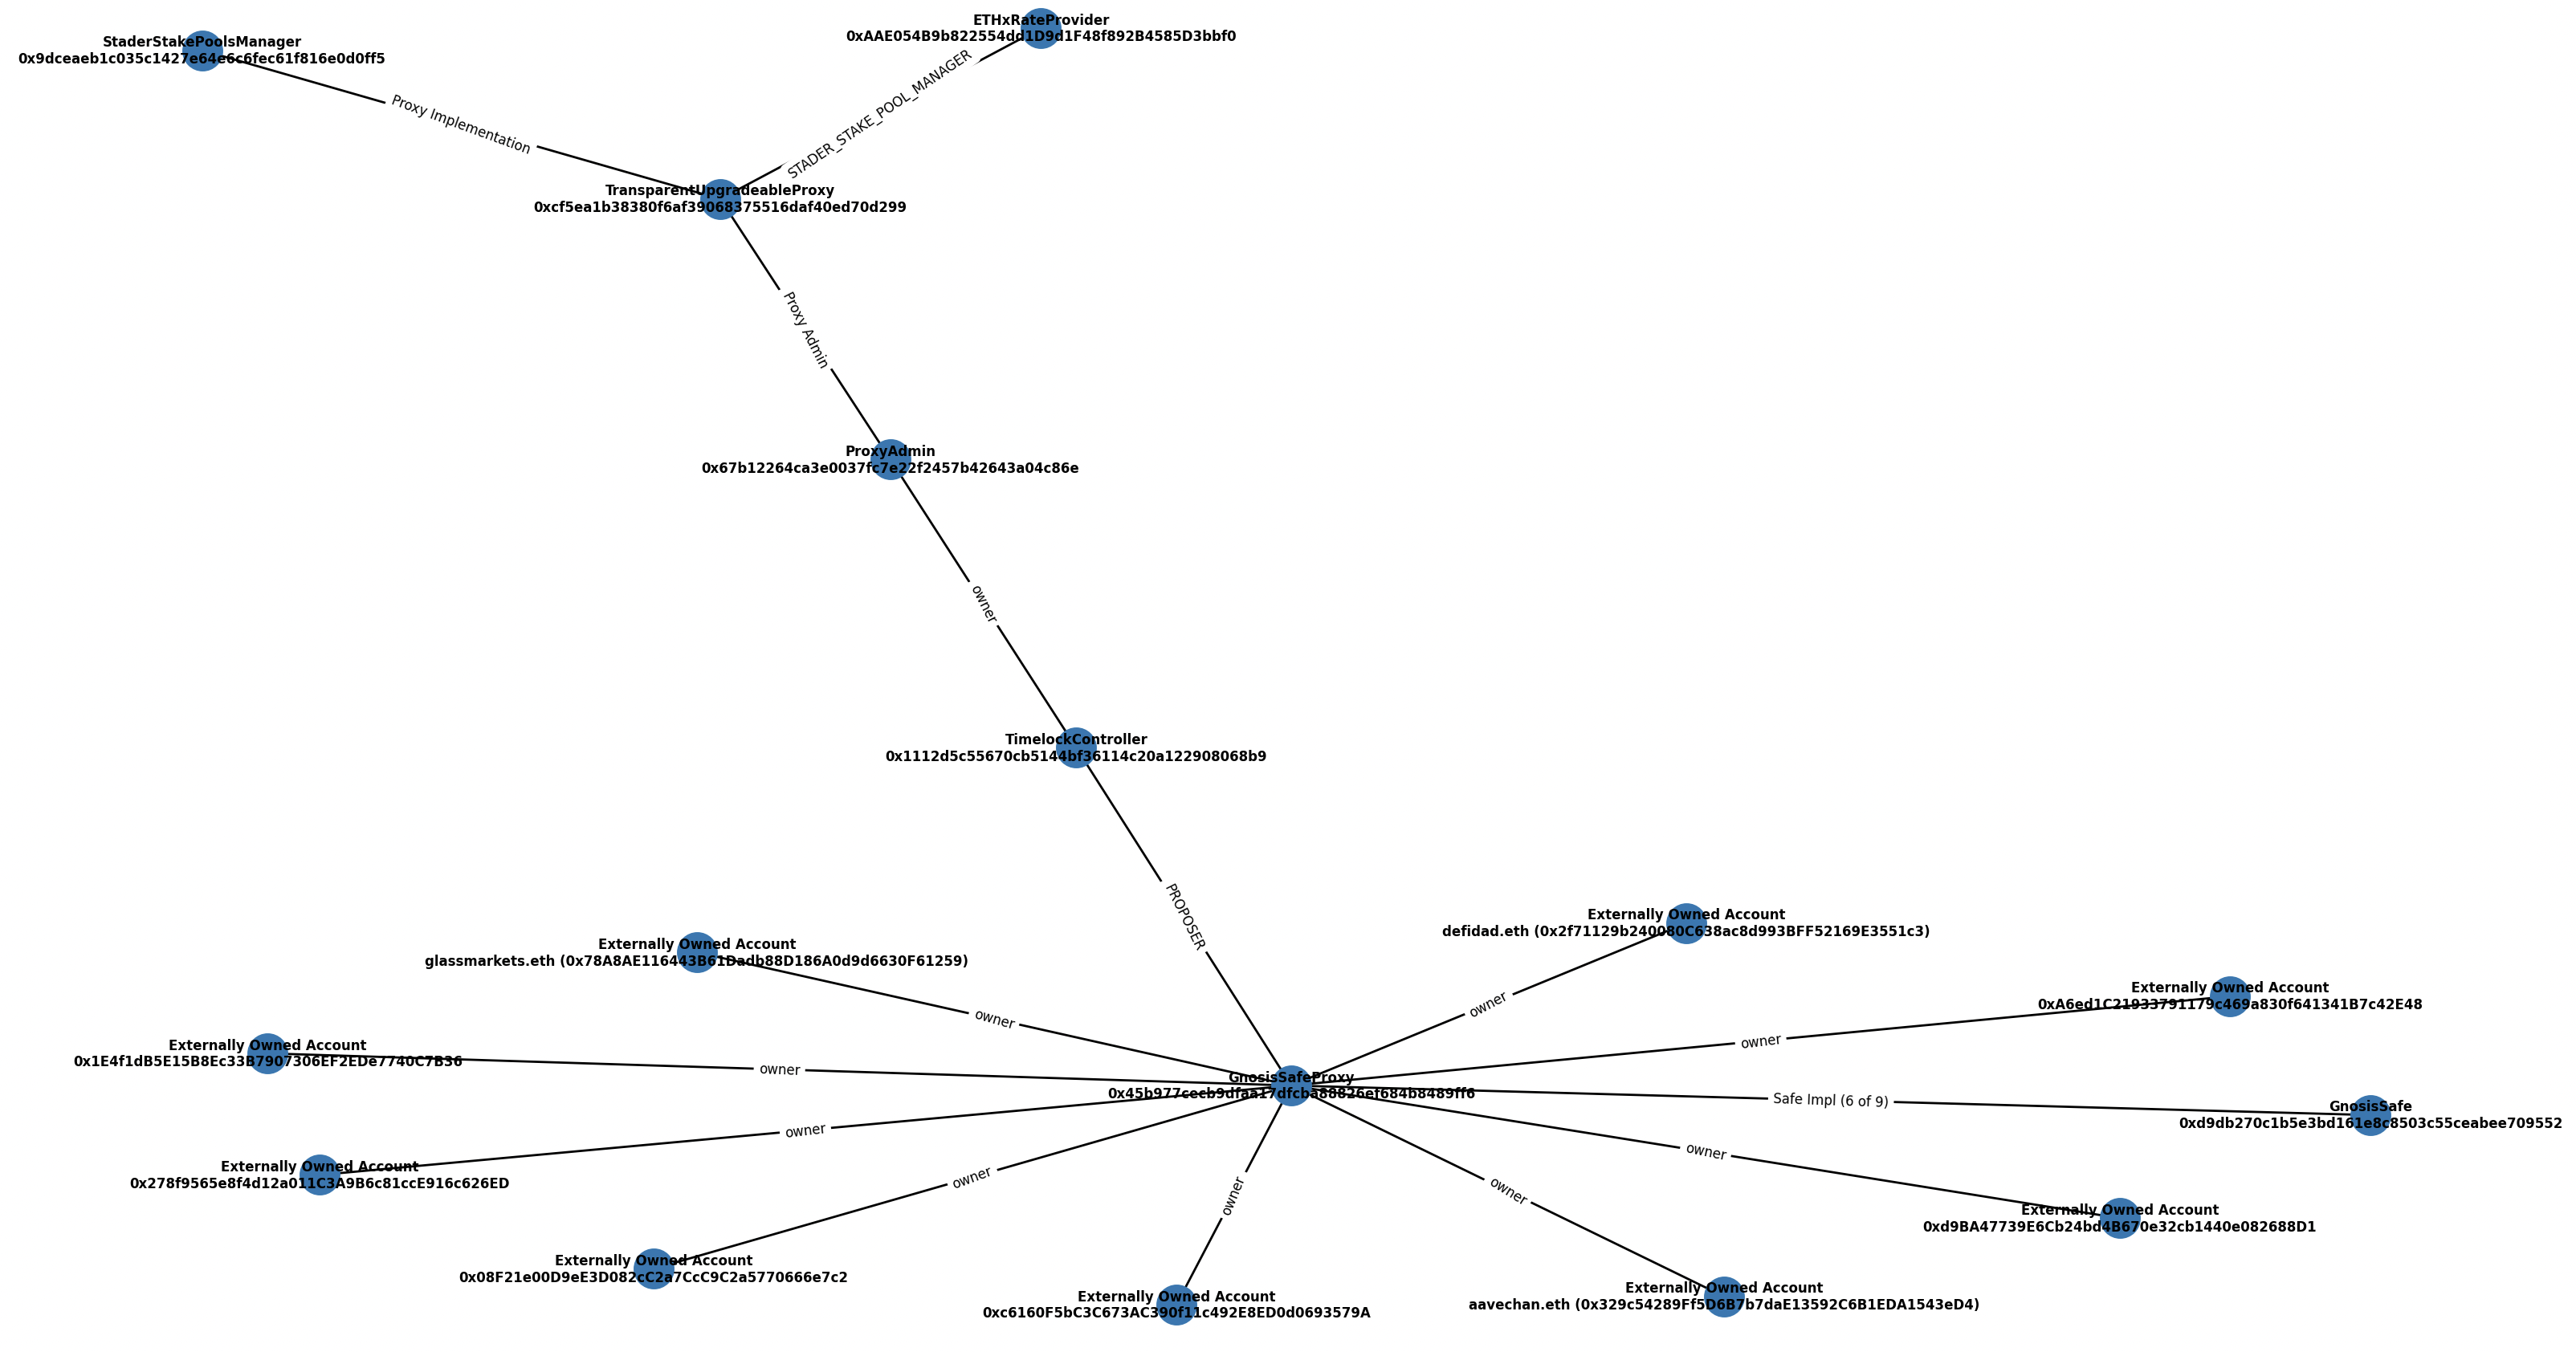 ETHxRateProvider
0xAAE054B9b822554dd1D9d1F48f892B4585D3bbf0
StaderStakePoolsManager
0x9dceaeb1c035c1427e64e6c6fec61f816e0d0ff5
STADER_STAKE_POOL_MANAGER
Proxy Implementation
TransparentUpgradeableProxy
0xcf5ea1b38380f6af39068375516daf40ed70d299
Proxy Admin
ProxyAdmin
0x67b12264ca3e0037fc7e22f2457b42643a04c86e
owner
TimelockController
0x1112d5c55670cb5144bf36114c20a122908068b9
PROPOSER
Externally Owned Account
defidad.eth (0x2f71129b240080C638ac8d993BFF52169E3551c3)
Externally Owned Account
glassmarkets.eth (0x78A8AE116443B61Dadb88D186A0d9d6630F61259)
Externally Owned Account
0xA6ed1C21933791179c469a830f641341B7c42E48
owner
owner
owner
Externally Owned Account
0x1E4f1dB5E15B8Ec33B7907306EF2EDe7740C7B36
owner
GnosisSafeProxy
0x45b977cecb9dfaa17dfcba88826ef684b8489ff6
Safe Impl (6 of 9)
GnosisSafe
0xd9db270c1b5e3bd161e8c8503c55ceabee709552
owner
owner
Externally Owned Account
0x278f9565e8f4d12a011C3A9B6c81ccE916c626ED
owner
owner
owner
Externally Owned Account
0xd9BA47739E6Cb24bd4B670e32cb1440e082688D1
Externally Owned Account
0x08F21e00D9eE3D082cC2a7CcC9C2a5770666e7c2
Externally Owned Account
0xc6160F5bC3C673AC390f11c492E8ED0d0693579A
Externally Owned Account
aavechan.eth (0x329c54289Ff5D6B7b7daE13592C6B1EDA1543eD4)